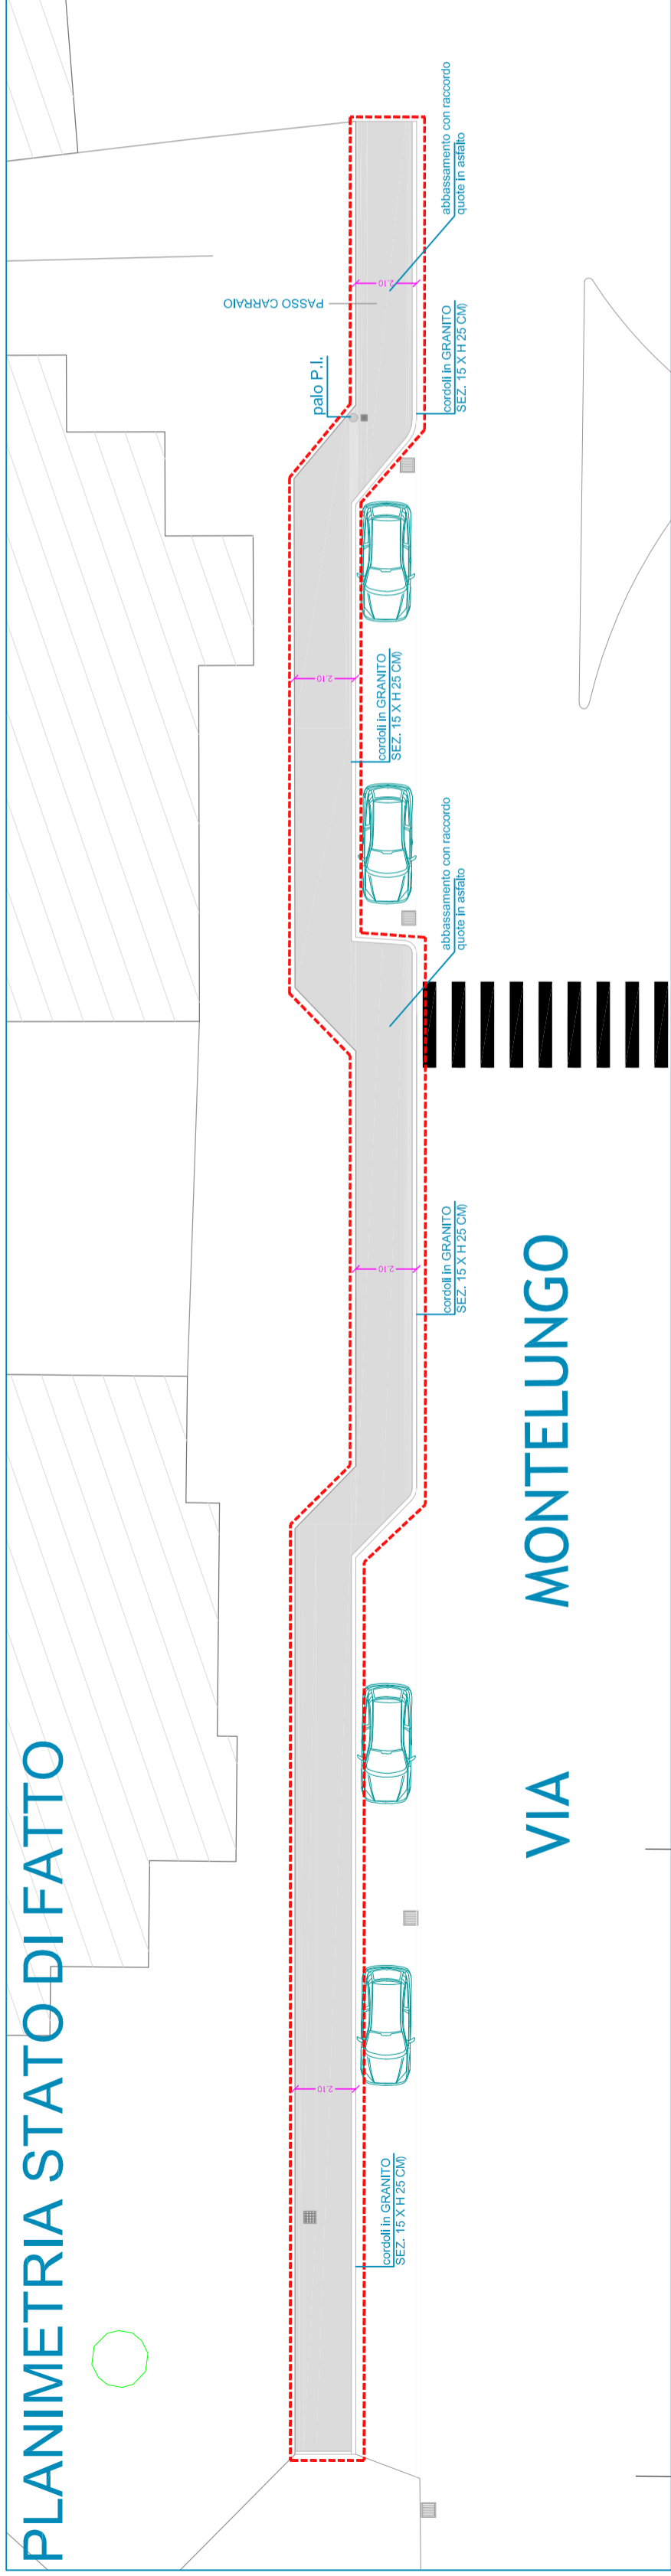 PLANIMETRIA STATO DI FATTO
cordoli in GRANITO
SEZ. 15 X H 25 CM)
2.10
cordoli in GRANITO
SEZ. 15 X H 25 CM)
2.10
abbassamento con raccordo
quote in asfalto
cordoli in GRANITO
SEZ. 15 X H 25 CM)
2.10
palo P.I.
PASSO CARRAIO
cordoli in GRANITO
SEZ. 15 X H 25 CM)
2.10
abbassamento con raccordo
quote in asfalto
VIA MONTELUNGO